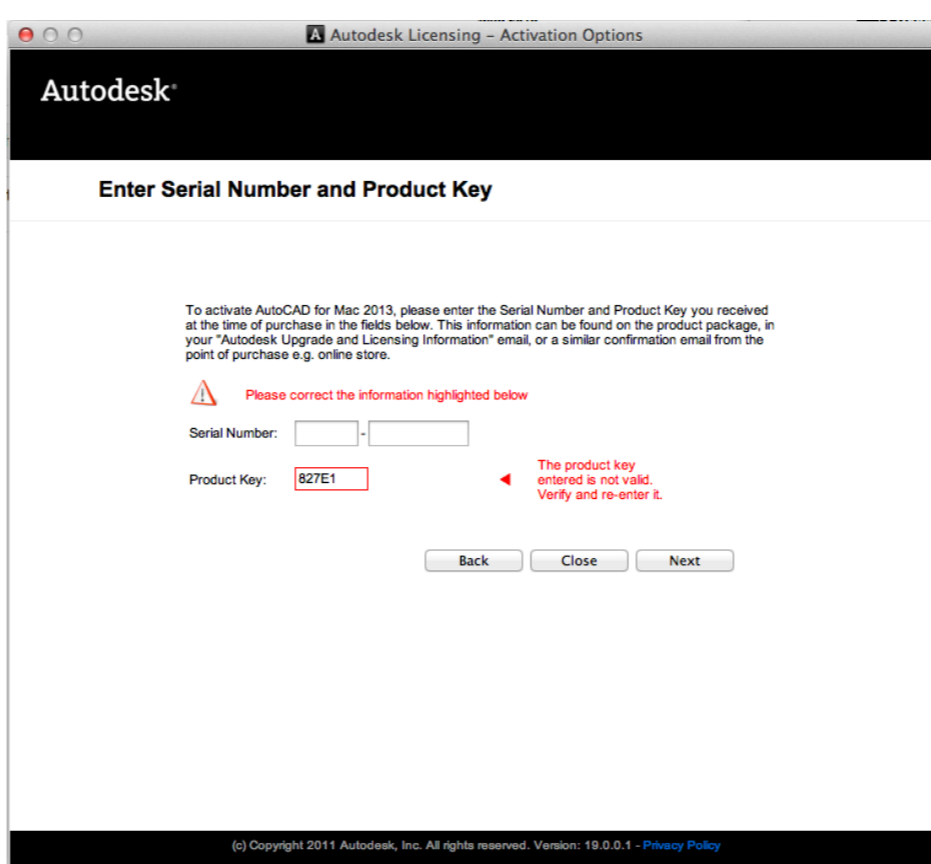 Autodesk Licensing – Activation Options
Autodesk®
Enter Serial Number and Product Key
To activate AutoCAD for Mac 2013, please enter the Serial Number and Product Key you received
at the time of purchase in the fields below. This information can be found on the product package, in
your "Autodesk Upgrade and Licensing Information" email, or a similar confirmation email from the
point of purchase e.g. online store.
Please correct the information highlighted below
Serial Number: -
Product Key: 827E1
The product key
entered is not valid.
Verify and re-enter it.
Back Close Next
(c) Copyright 2011 Autodesk, Inc. All rights reserved. Version: 19.0.0.1 - Privacy Policy